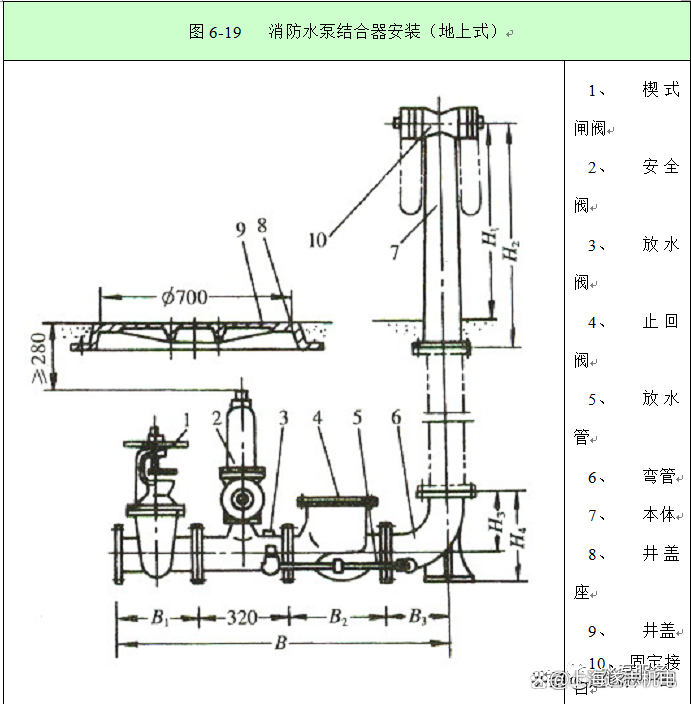 图 6-19 消防水泵结合器安装（地上式）
10
7
H₁
H₂
9
8
ϕ700
≥280
1
2
3
4
5
6
H₃
H₄
B₁
320
B₂
B₃
B
1、 楔式
闸阀
2、 安全
阀
3、 放水
阀
4、 止回
阀
5、 放水
管
6、 弯管
7、 本体
8、 井盖
座
9、 井盖
10、固定接
口